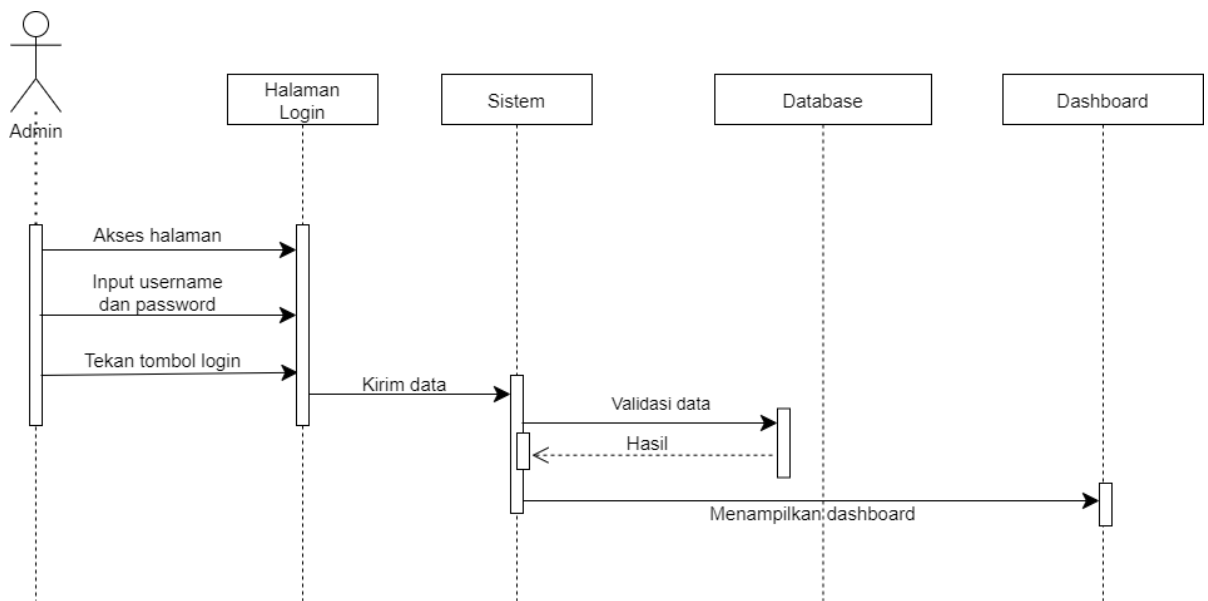 Admin
Halaman
Login
Sistem
Database
Dashboard
Akses halaman
Input username
dan password
Tekan tombol login
Kirim data
Validasi data
Hasil
Menampilkan dashboard